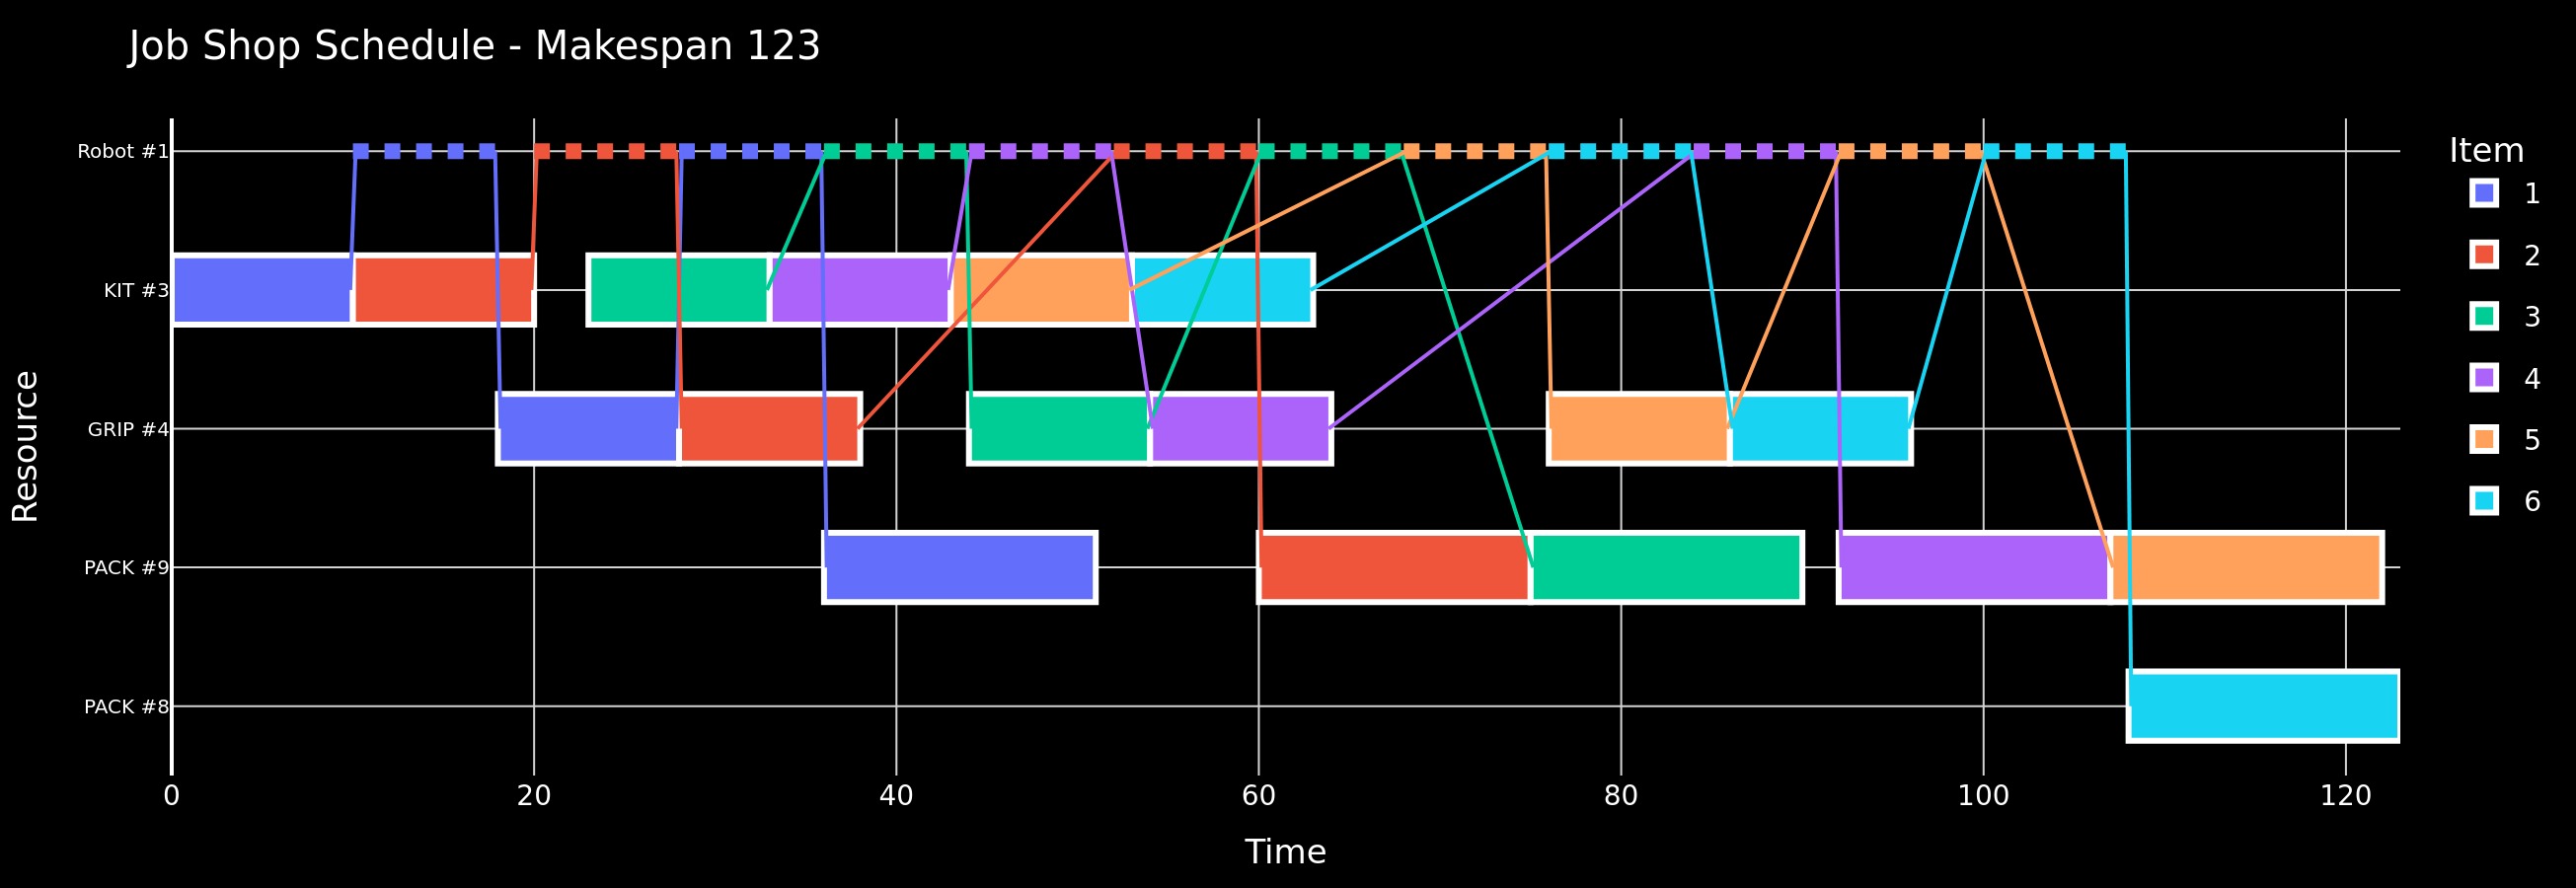 Job Shop Schedule - Makespan 123
Robot #1
KIT #3
GRIP #4
PACK #9
PACK #8
Resource
0 20 40 60 80 100 120
Time
Item
1
2
3
4
5
6